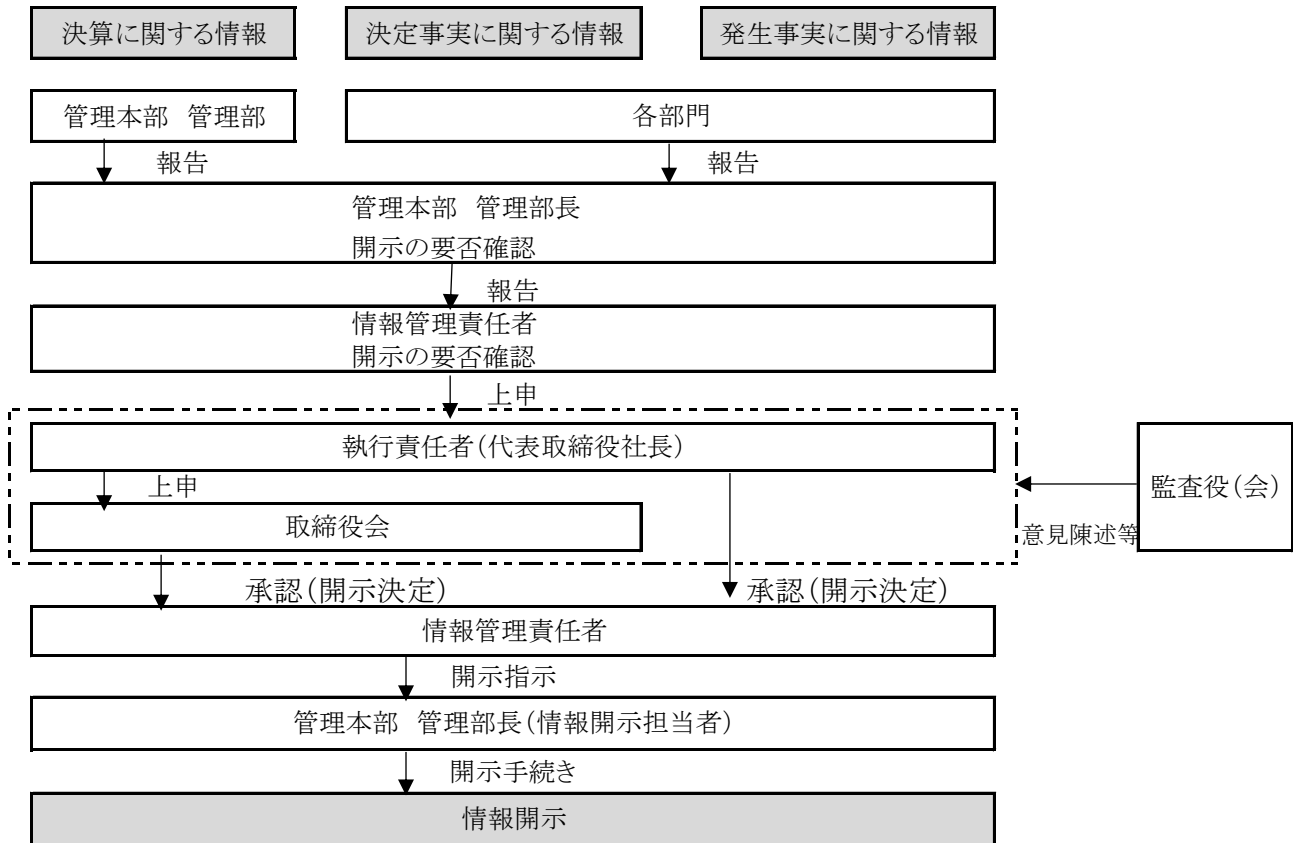 決算に関する情報
決定事実に関する情報
発生事実に関する情報
管理本部 管理部
各部門
報告
報告
管理本部 管理部長
開示の要否確認
報告
情報管理責任者
開示の要否確認
上申
執行責任者(代表取締役社長)
上申
取締役会
監査役(会)
意見陳述等
承認(開示決定)
承認(開示決定)
情報管理責任者
開示指示
管理本部 管理部長(情報開示担当者)
開示手続き
情報開示